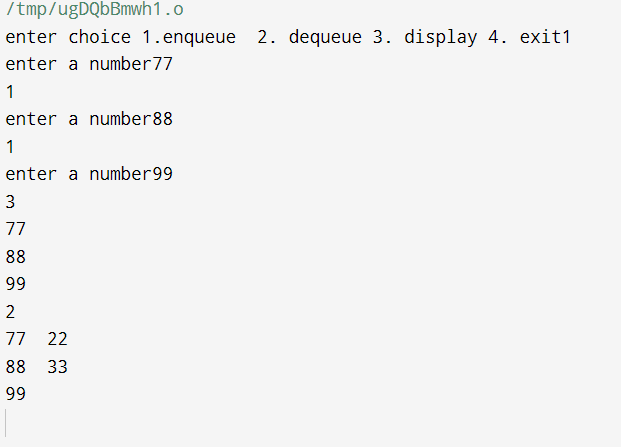 /tmp/ugDQbBmwh1.o
enter choice 1.enqueue  2. dequeue 3. display 4. exit1
enter a number77
1
enter a number88
1
enter a number99
3
77
88
99
2
77  22
88  33
99